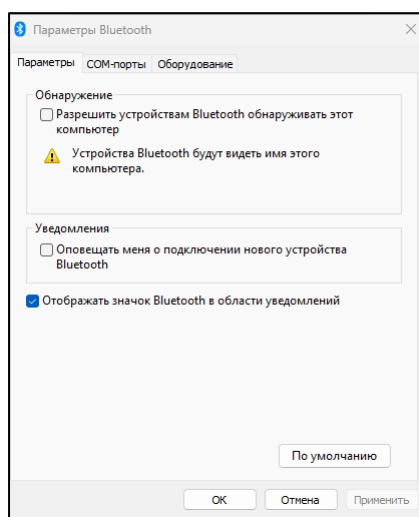 Параметры Bluetooth
Параметры COM-порты Оборудование
Обнаружение
Разрешить устройствам Bluetooth обнаруживать этот
компьютер
Устройства Bluetooth будут видеть имя этого
компьютера.
Уведомления
Оповещать меня о подключении нового устройства
Bluetooth
Отображать значок Bluetooth в области уведомлений
По умолчанию
ОК Отмена Применить